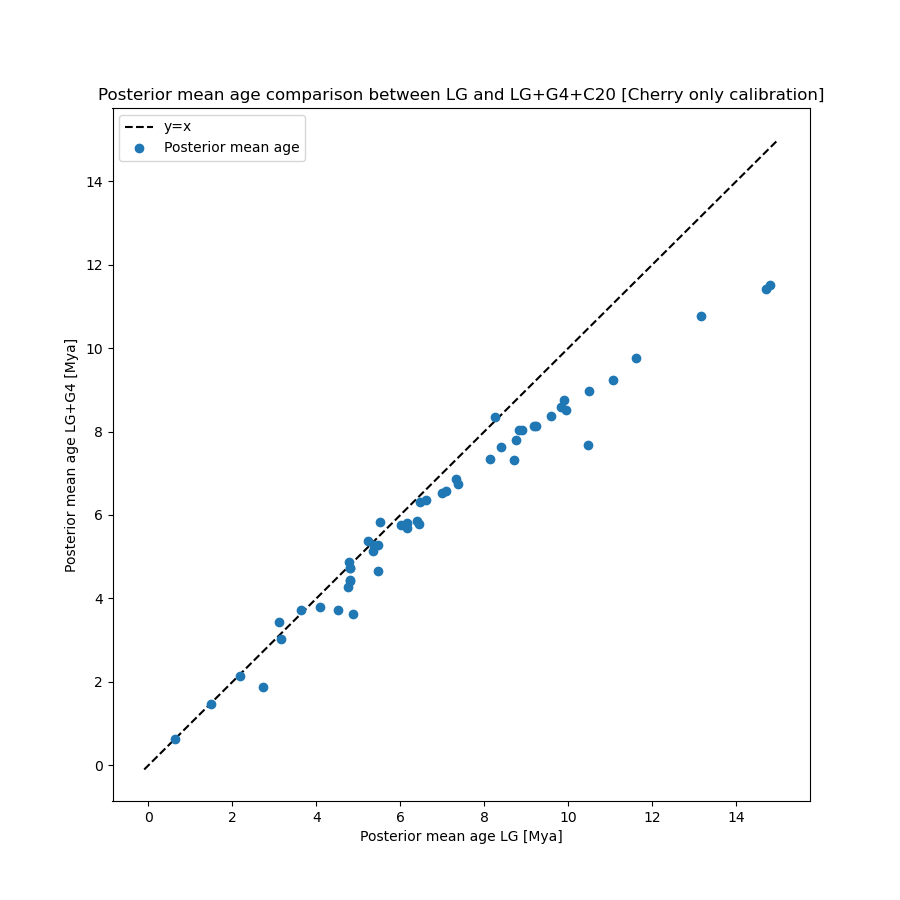 Posterior mean age comparison between LG and LG+G4+C20 [Cherry only calibration]
y=x
Posterior mean age
14
12
10
8
6
4
2
0
Posterior mean age LG+G4 [Mya]
0 2 4 6 8 10 12 14
Posterior mean age LG [Mya]